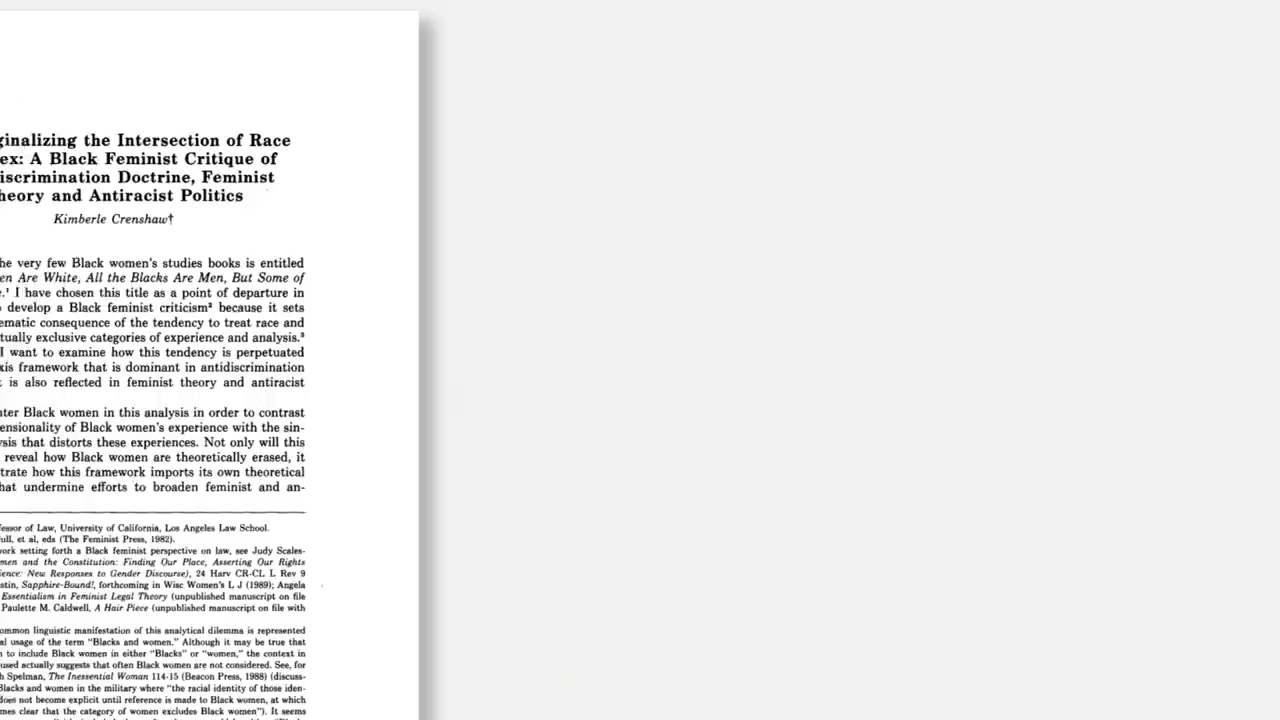 ginalizing the Intersection of Race
ex: A Black Feminist Critique of
iscrimination Doctrine, Feminist
heory and Antiracist Politics
Kimberle Crenshaw†
he very few Black women's studies books is entitled
en Are White, All the Blacks Are Men, But Some of
e.¹ I have chosen this title as a point of departure in
o develop a Black feminist criticism² because it sets
ematic consequence of the tendency to treat race and
tually exclusive categories of experience and analysis.³
I want to examine how this tendency is perpetuated
xis framework that is dominant in antidiscrimination
t is also reflected in feminist theory and antiracist
nter Black women in this analysis in order to contrast
ensionality of Black women's experience with the sin-
ysis that distorts these experiences. Not only will this
reveal how Black women are theoretically erased, it
trate how this framework imports its own theoretical
hat undermine efforts to broaden feminist and an-
fessor of Law, University of California, Los Angeles Law School.
ull, et al, eds (The Feminist Press, 1982).
work setting forth a Black feminist perspective on law, see Judy Scales-
men and the Constitution: Finding Our Place, Asserting Our Rights
ience: New Responses to Gender Discourse), 24 Harv CR-CL L Rev 9
stin, Sapphire-Bound!, forthcoming in Wisc Women's L J (1989); Angela
Essentialism in Feminist Legal Theory (unpublished manuscript on file
Paulette M. Caldwell, A Hair Piece (unpublished manuscript on file with
ommon linguistic manifestation of this analytical dilemma is represented
al usage of the term "Blacks and women." Although it may be true that
n to include Black women in either "Blacks" or "women," the context in
used actually suggests that often Black women are not considered. See, for
h Spelman, The Inessential Woman 114-15 (Beacon Press, 1988) (discuss-
Blacks and women in the military where "the racial identity of those iden-
does not become explicit until reference is made to Black women, at which
mes clear that the category of women excludes Black women"). It seems